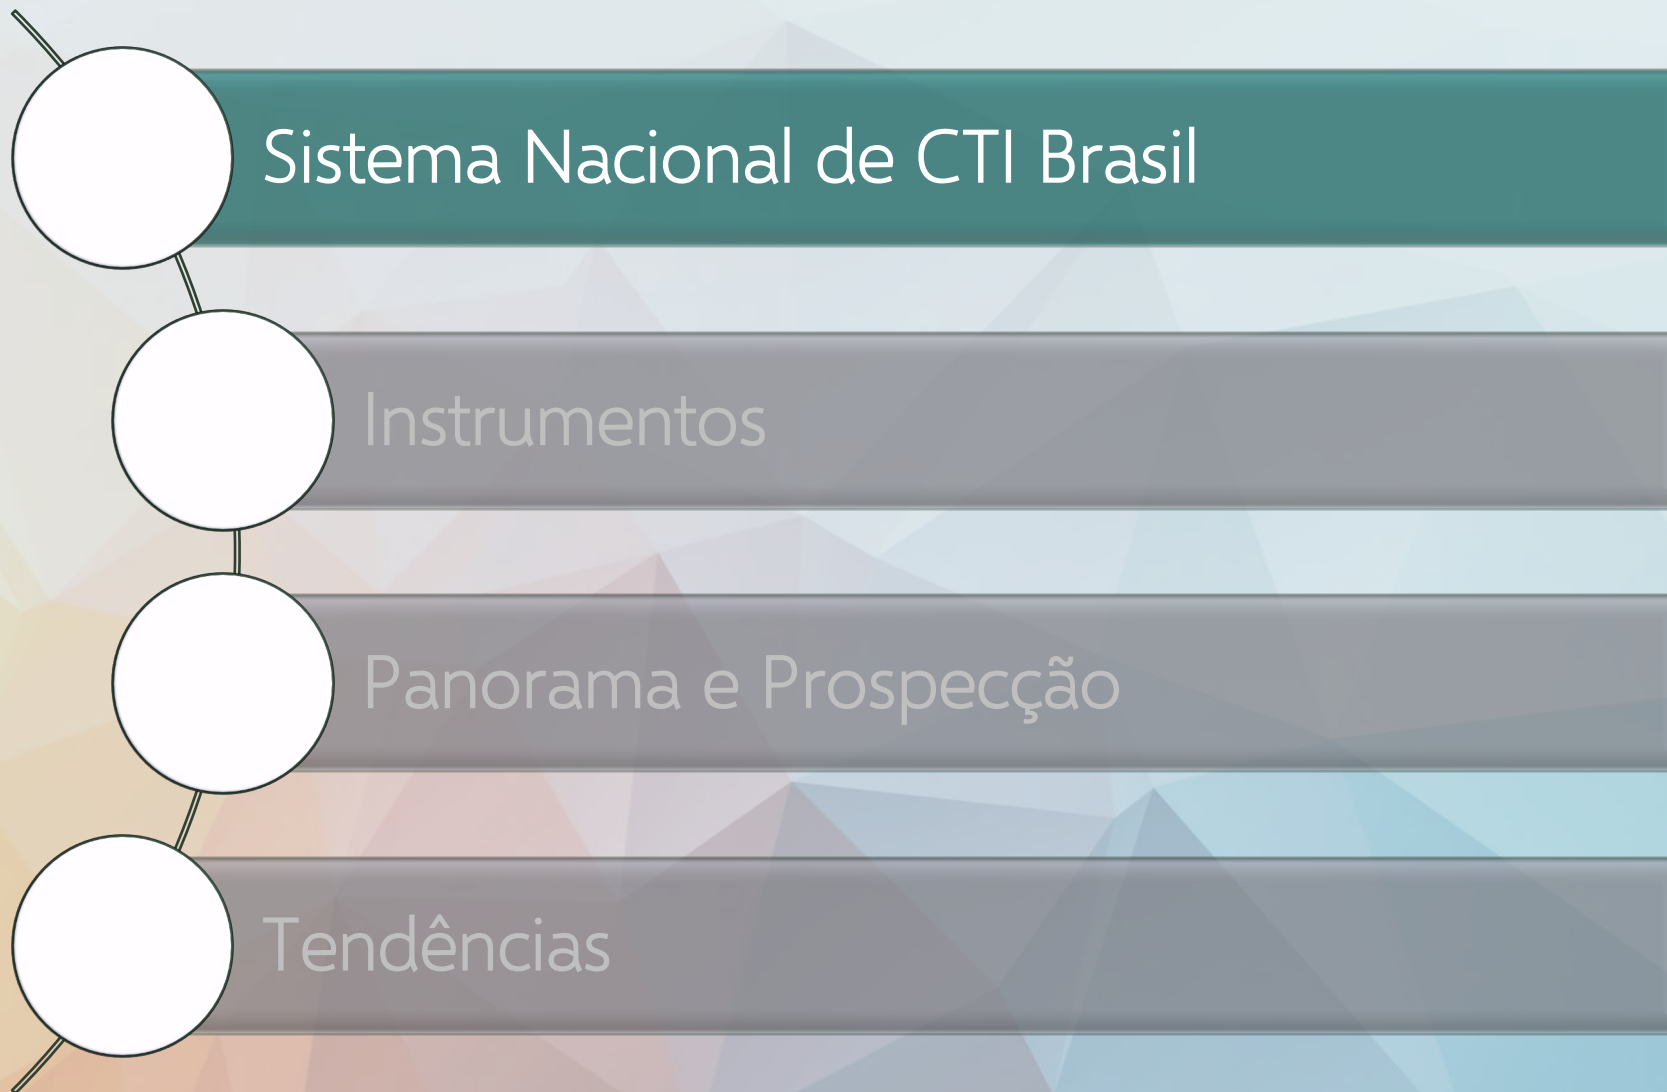 Sistema Nacional de CTI Brasil
Instrumentos
Panorama e Prospecção
Tendências